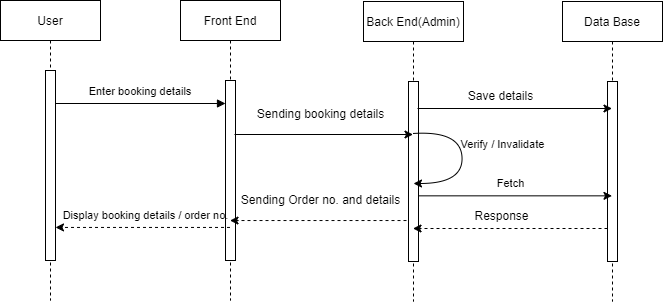 User
Front End
Back End(Admin)
Data Base
Enter booking details
Save details
Sending booking details
Verify / Invalidate
Fetch
Sending Order no. and details
Display booking details / order no.
Response